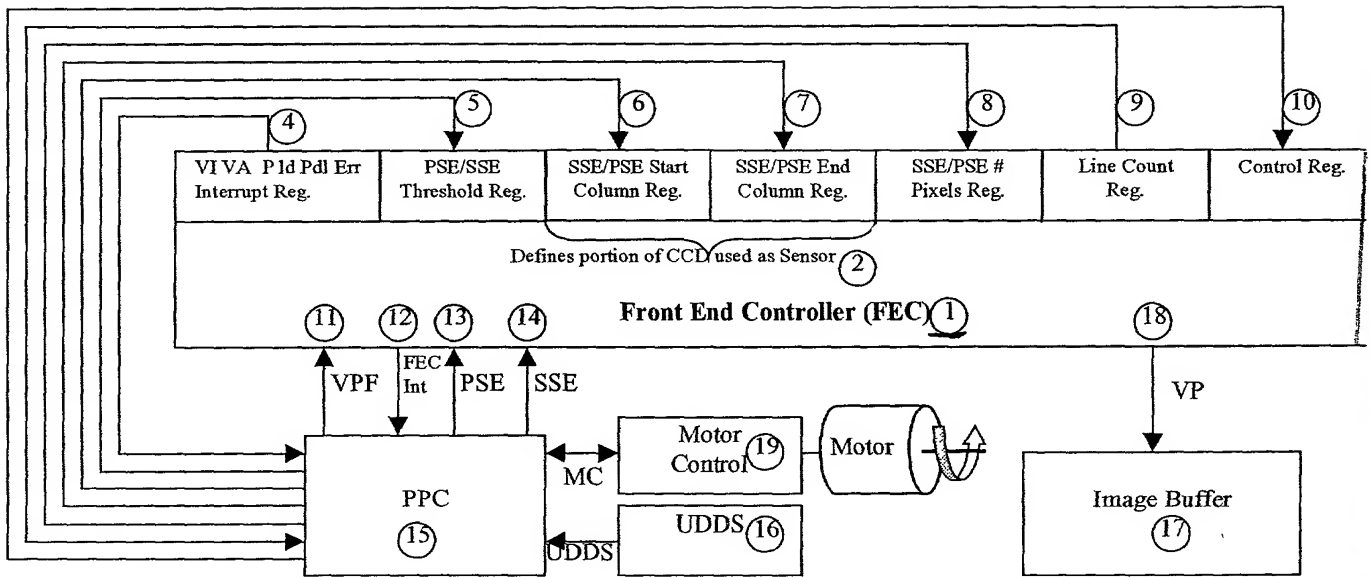 4
5
6
7
8
9
10
VI VA P ld Pdl Err
Interrupt Reg.
PSE/SSE
Threshold Reg.
SSE/PSE Start
Column Reg.
SSE/PSE End
Column Reg.
SSE/PSE #
Pixels Reg.
Line Count
Reg.
Control Reg.
Defines portion of CCD used as Sensor 2
Front End Controller (FEC) 1
11
12
13
14
18
VPF
FEC
Int
PSE
SSE
VP
PPC
15
MC
Motor
Control 19
Motor
UDDS
UDDS 16
Image Buffer
17